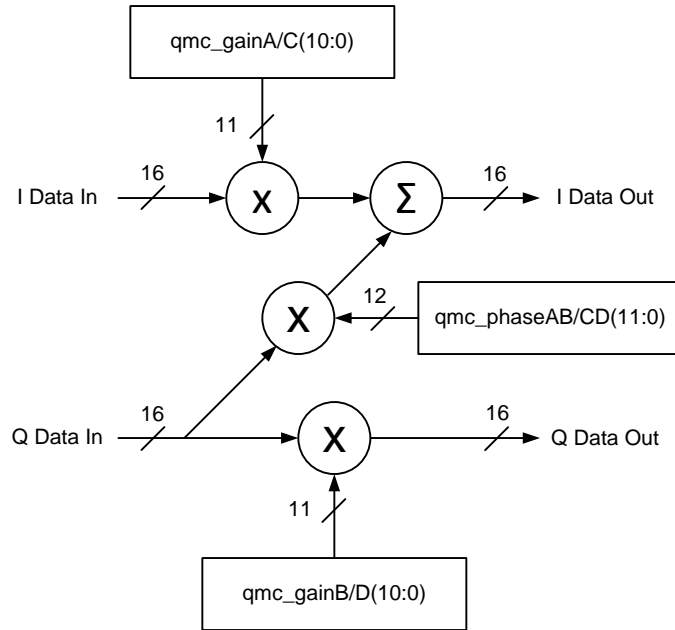 qmc_gainA/C(10:0)
11
16
16
I Data In
X
Σ
I Data Out
12
X
qmc_phaseAB/CD(11:0)
16
16
Q Data In
X
Q Data Out
11
qmc_gainB/D(10:0)